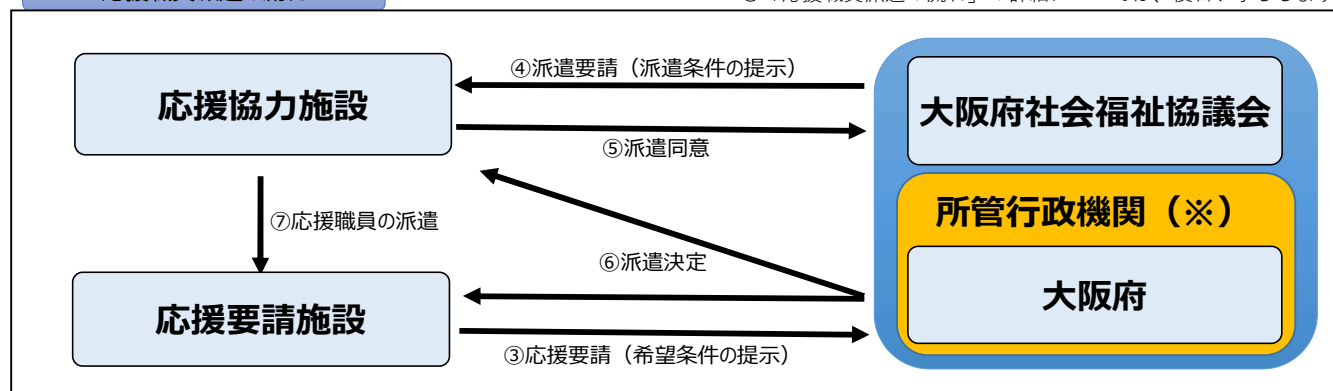 ④派遣要請（派遣条件の提示）
応援協力施設
大阪府社会福祉協議会
⑤派遣同意
所管行政機関（※）
⑦応援職員の派遣
⑥派遣決定
大阪府
応援要請施設
③応援要請（希望条件の提示）